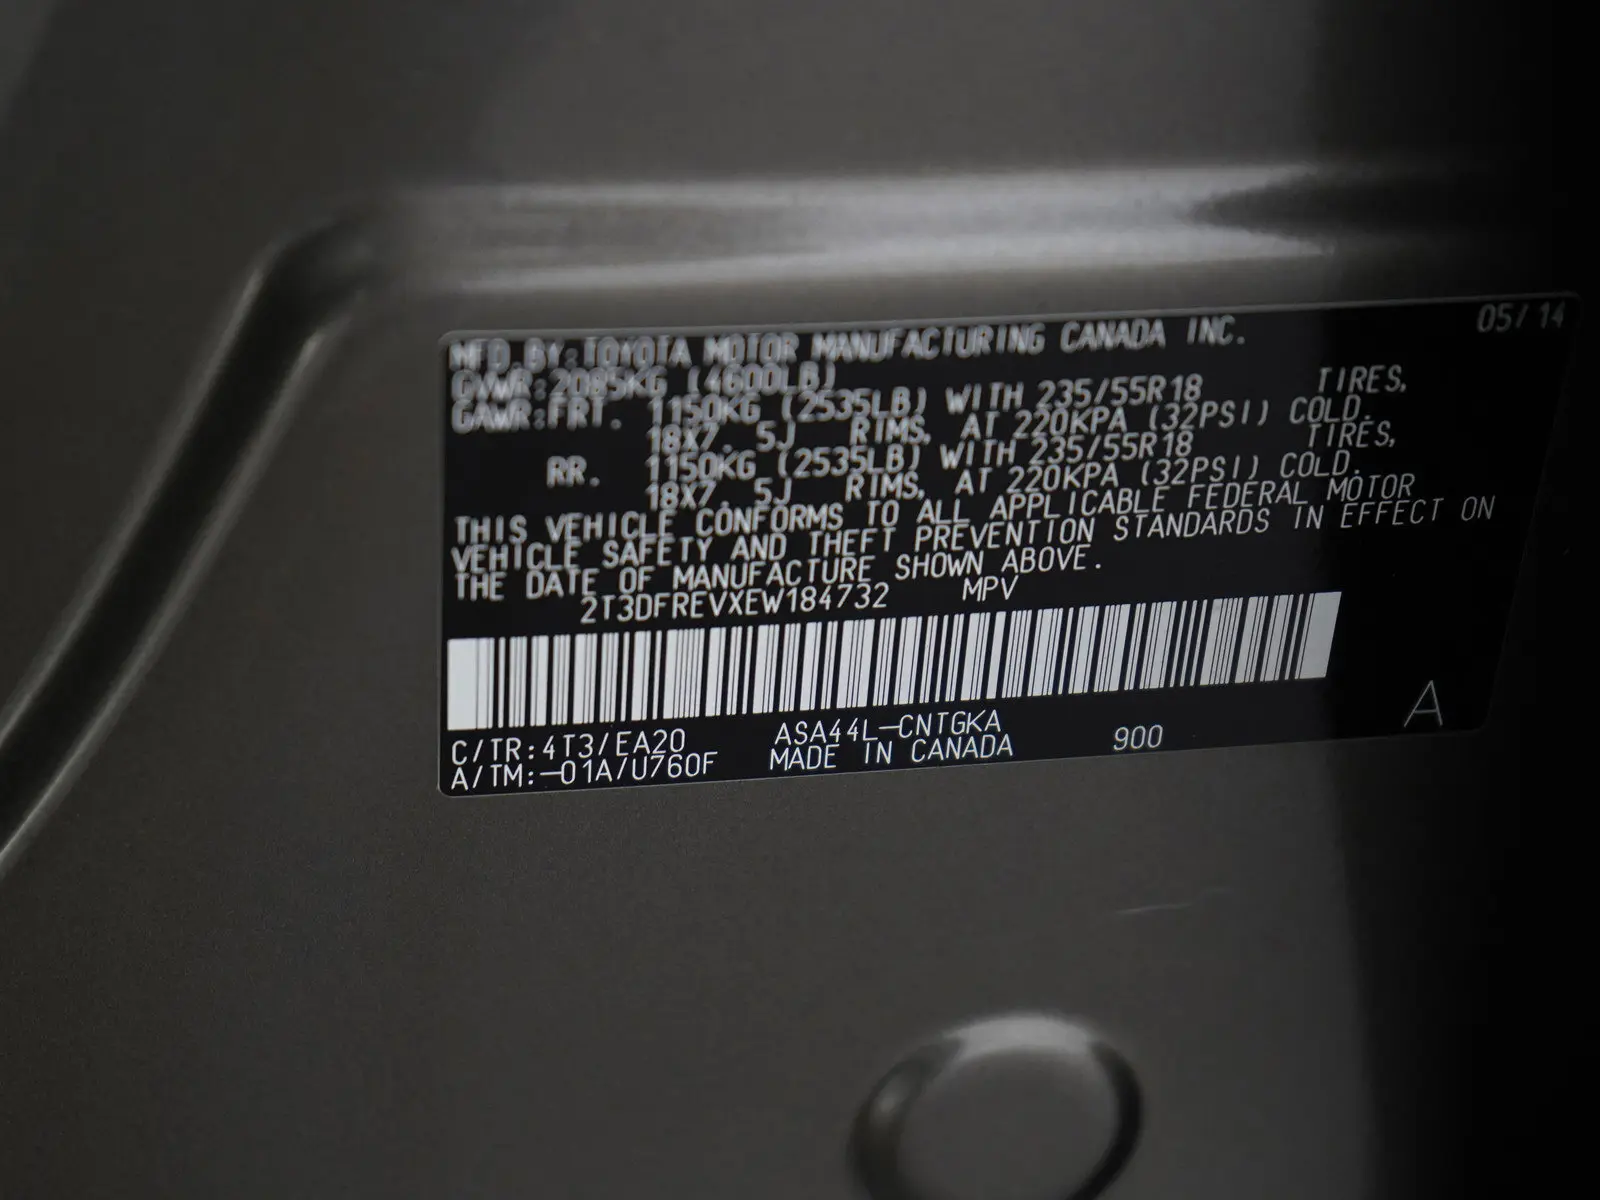 05/14
MFD.BY:TOYOTA MOTOR MANUFACTURING CANADA INC.
GVWR:2085KG (4600LB)
GAWR:FRT. 1150KG (2535LB) WITH 235/55R18 TIRES,
18X7. 5J RIMS, AT 220KPA (32PSI) COLD.
RR. 1150KG (2535LB) WITH 235/55R18 TIRES,
18X7. 5J RIMS, AT 220KPA (32PSI) COLD.
THIS VEHICLE CONFORMS TO ALL APPLICABLE FEDERAL MOTOR
VEHICLE SAFETY AND THEFT PREVENTION STANDARDS IN EFFECT ON
THE DATE OF MANUFACTURE SHOWN ABOVE.
2T3DFREVXEW184732 MPV
C/TR:4T3/EA20 ASA44L-CNTGKA
A/TM:-01A/U760F MADE IN CANADA 900 A